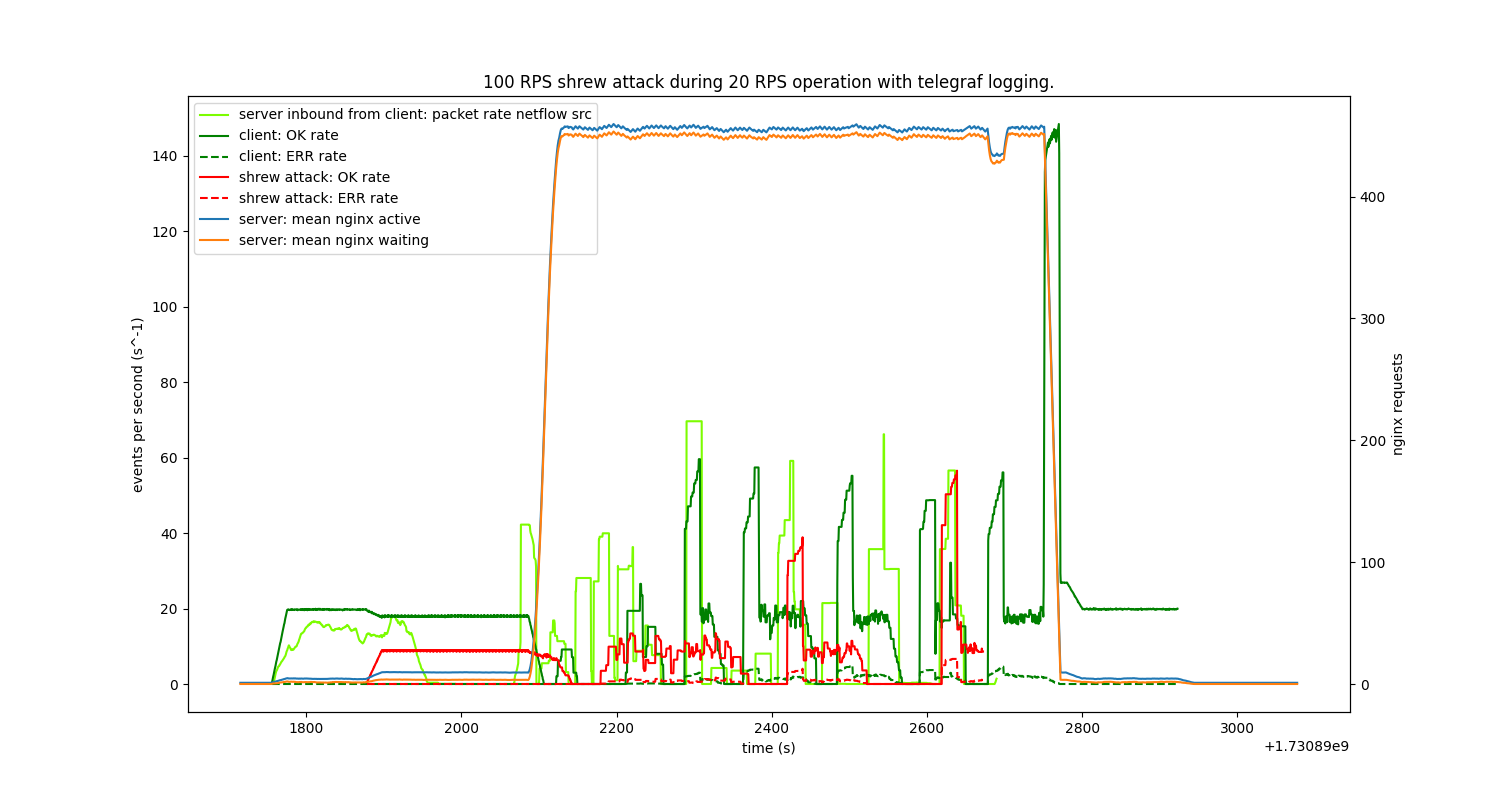 100 RPS shrew attack during 20 RPS operation with telegraf logging.
server inbound from client: packet rate netflow src
client: OK rate
client: ERR rate
shrew attack: OK rate
shrew attack: ERR rate
server: mean nginx active
server: mean nginx waiting
events per second (s^-1)
140
120
100
80
60
40
20
0
400
300
200
100
0
nginx requests
1800
2000
2200
2400
2600
2800
3000
time (s)
+1.73089e9